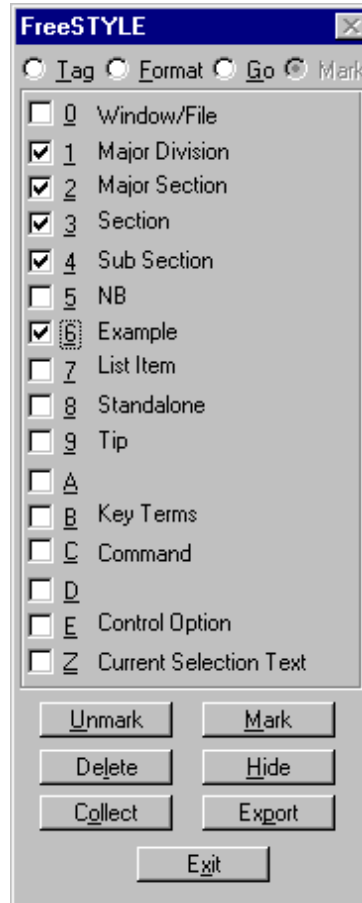 FreeSTYLE
Tag Format Go Mark
0 Window/File
1 Major Division
2 Major Section
3 Section
4 Sub Section
5 NB
6 Example
7 List Item
8 Standalone
9 Tip
A
B Key Terms
C Command
D
E Control Option
Z Current Selection Text
Unmark Mark
Delete Hide
Collect Export
Exit